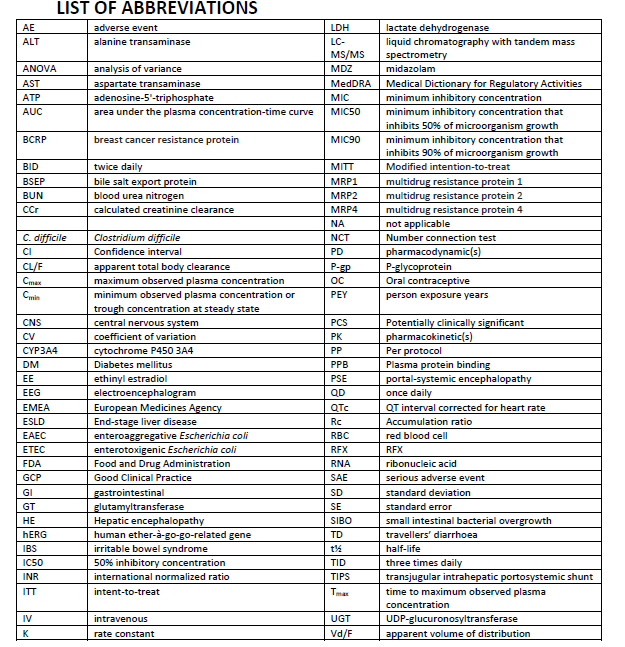 LIST OF ABBREVIATIONS
AE adverse event LDH lactate dehydrogenase
ALT alanine transaminase LC- liquid chromatography with tandem mass
MS/MS spectrometry
ANOVA analysis of variance MDZ midazolam
AST aspartate transaminase MedDRA Medical Dictionary for Regulatory Activities
ATP adenosine-5'-triphosphate MIC minimum inhibitory concentration
AUC area under the plasma concentration-time curve MIC50 minimum inhibitory concentration that
inhibits 50% of microorganism growth
BCRP breast cancer resistance protein MIC90 minimum inhibitory concentration that
inhibits 90% of microorganism growth
BID twice daily MITT Modified intention-to-treat
BSEP bile salt export protein MRP1 multidrug resistance protein 1
BUN blood urea nitrogen MRP2 multidrug resistance protein 2
CCr calculated creatinine clearance MRP4 multidrug resistance protein 4
NA not applicable
C. difficile Clostridium difficile NCT Number connection test
CI Confidence interval PD pharmacodynamic(s)
CL/F apparent total body clearance P-gp P-glycoprotein
Cmax maximum observed plasma concentration OC Oral contraceptive
Cmin minimum observed plasma concentration or PEY person exposure years
trough concentration at steady state
CNS central nervous system PCS Potentially clinically significant
CV coefficient of variation PK pharmacokinetic(s)
CYP3A4 cytochrome P450 3A4 PP Per protocol
DM Diabetes mellitus PPB Plasma protein binding
EE ethinyl estradiol PSE portal-systemic encephalopathy
EEG electroencephalogram QD once daily
EMEA European Medicines Agency QTc QT interval corrected for heart rate
ESLD End-stage liver disease Rc Accumulation ratio
EAEC enteroaggregative Escherichia coli RBC red blood cell
ETEC enterotoxigenic Escherichia coli RFX RFX
FDA Food and Drug Administration RNA ribonucleic acid
GCP Good Clinical Practice SAE serious adverse event
GI gastrointestinal SD standard deviation
GT glutamyltransferase SE standard error
HE Hepatic encephalopathy SIBO small intestinal bacterial overgrowth
hERG human ether-à-go-go-related gene TD travellers' diarrhoea
IBS irritable bowel syndrome t½ half-life
IC50 50% inhibitory concentration TID three times daily
INR international normalized ratio TIPS transjugular intrahepatic portosystemic shunt
ITT intent-to-treat Tmax time to maximum observed plasma
concentration
IV intravenous UGT UDP-glucuronosyltransferase
K rate constant Vd/F apparent volume of distribution